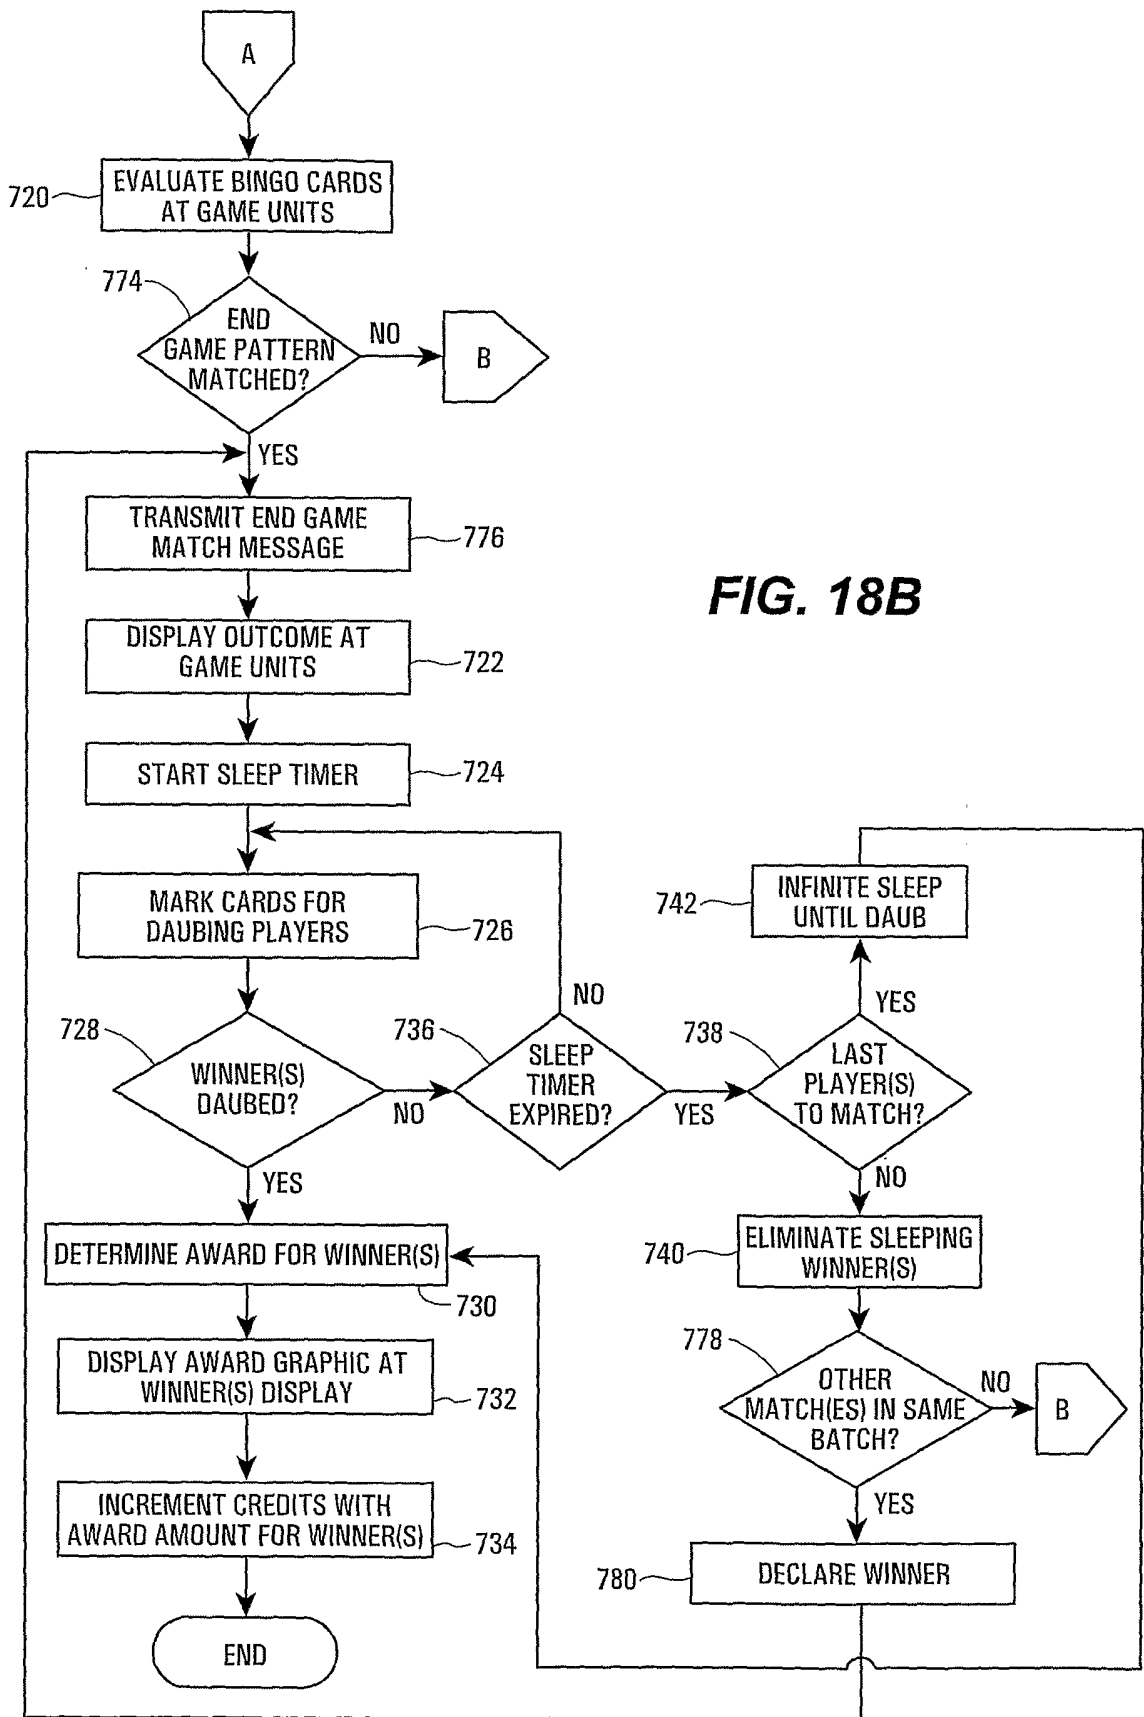 A
720
EVALUATE BINGO CARDS
AT GAME UNITS
774
END
GAME PATTERN
MATCHED?
NO
B
YES
TRANSMIT END GAME
MATCH MESSAGE
776
FIG. 18B
DISPLAY OUTCOME AT
GAME UNITS
722
START SLEEP TIMER
724
MARK CARDS FOR
DAUBING PLAYERS
726
742
INFINITE SLEEP
UNTIL DAUB
YES
NO
728
WINNER(S)
DAUBED?
NO
736
SLEEP
TIMER
EXPIRED?
YES
738
LAST
PLAYER(S)
TO MATCH?
YES
NO
DETERMINE AWARD FOR WINNER(S)
730
740
ELIMINATE SLEEPING
WINNER(S)
DISPLAY AWARD GRAPHIC AT
WINNER(S) DISPLAY
732
778
OTHER
MATCH(ES) IN SAME
BATCH?
NO
B
YES
INCREMENT CREDITS WITH
AWARD AMOUNT FOR WINNER(S)
734
780
DECLARE WINNER
END